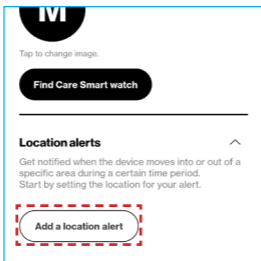 M
Tap to change image.
Find Care Smart watch
Location alerts
Get notified when the device moves into or out of a
specific area during a certain time period.
Start by setting the location for your alert.
Add a location alert